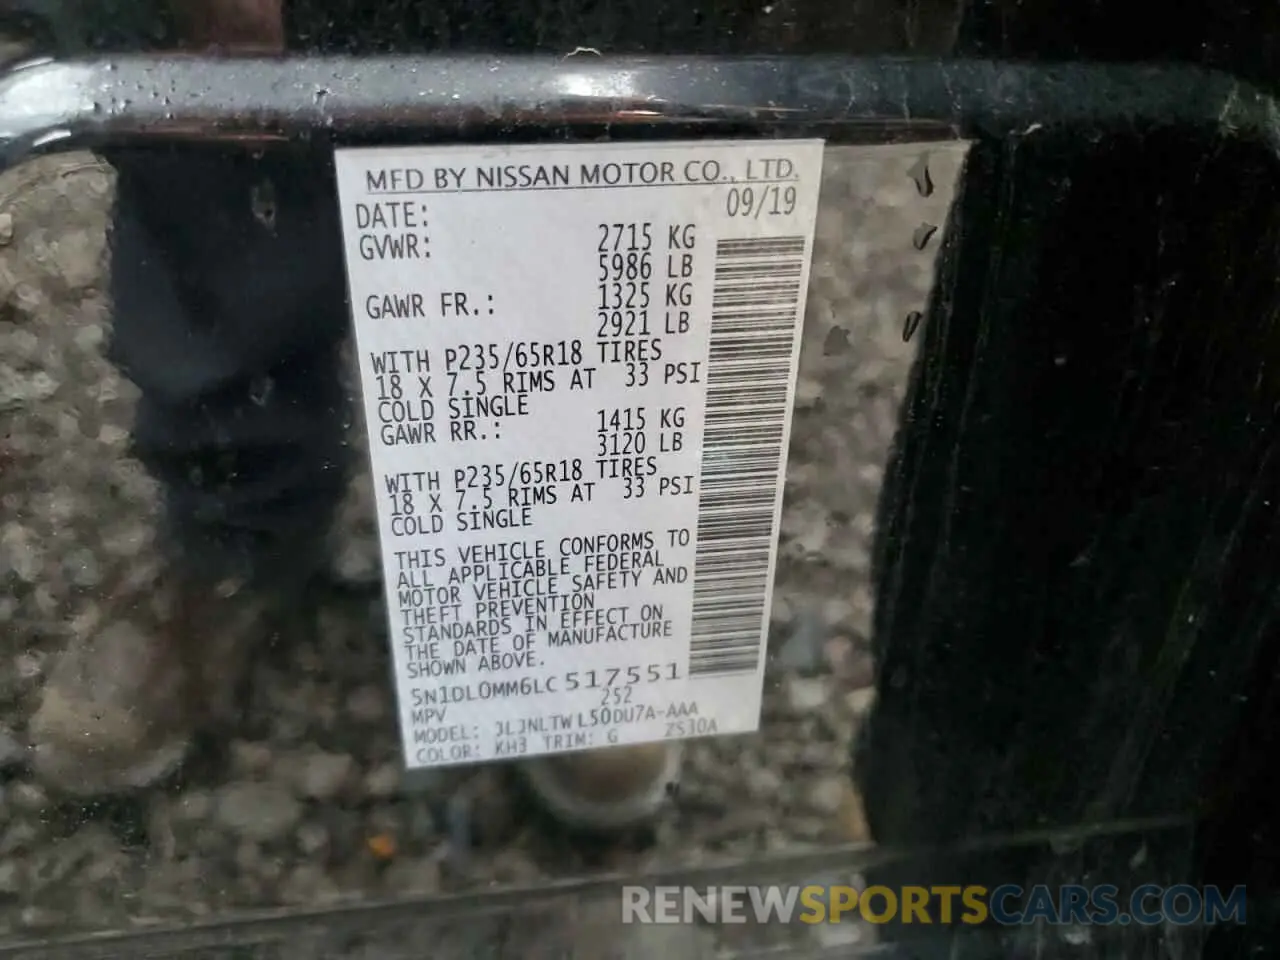 MFD BY NISSAN MOTOR CO., LTD.
DATE: 09/19
GVWR: 2715 KG
5986 LB
GAWR FR.: 1325 KG
2921 LB
WITH P235/65R18 TIRES
18 X 7.5 RIMS AT 33 PSI
COLD SINGLE
GAWR RR.: 1415 KG
3120 LB
WITH P235/65R18 TIRES
18 X 7.5 RIMS AT 33 PSI
COLD SINGLE
THIS VEHICLE CONFORMS TO
ALL APPLICABLE FEDERAL
MOTOR VEHICLE SAFETY AND
THEFT PREVENTION
STANDARDS IN EFFECT ON
THE DATE OF MANUFACTURE
SHOWN ABOVE.
5N1DL0MM6LC517551
MPV 252
MODEL: JLJNLTWL50DU7A-AAA
COLOR: KH3 TRIM: G ZS30A
RENEWSPORTSCARS.COM